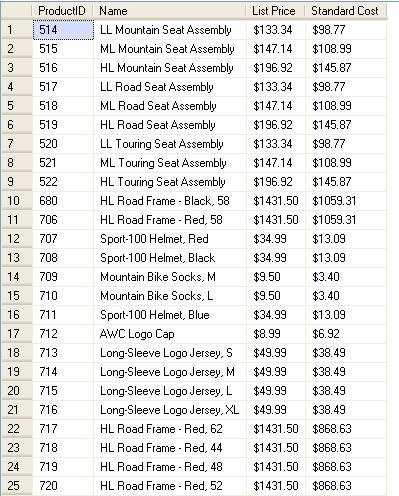 ProductID Name List Price Standard Cost
1 514 LL Mountain Seat Assembly $133.34 $98.77
2 515 ML Mountain Seat Assembly $147.14 $108.99
3 516 HL Mountain Seat Assembly $196.92 $145.87
4 517 LL Road Seat Assembly $133.34 $98.77
5 518 ML Road Seat Assembly $147.14 $108.99
6 519 HL Road Seat Assembly $196.92 $145.87
7 520 LL Touring Seat Assembly $133.34 $98.77
8 521 ML Touring Seat Assembly $147.14 $108.99
9 522 HL Touring Seat Assembly $196.92 $145.87
10 680 HL Road Frame - Black, 58 $1431.50 $1059.31
11 706 HL Road Frame - Red, 58 $1431.50 $1059.31
12 707 Sport-100 Helmet, Red $34.99 $13.09
13 708 Sport-100 Helmet, Black $34.99 $13.09
14 709 Mountain Bike Socks, M $9.50 $3.40
15 710 Mountain Bike Socks, L $9.50 $3.40
16 711 Sport-100 Helmet, Blue $34.99 $13.09
17 712 AWC Logo Cap $8.99 $6.92
18 713 Long-Sleeve Logo Jersey, S $49.99 $38.49
19 714 Long-Sleeve Logo Jersey, M $49.99 $38.49
20 715 Long-Sleeve Logo Jersey, L $49.99 $38.49
21 716 Long-Sleeve Logo Jersey, XL $49.99 $38.49
22 717 HL Road Frame - Red, 62 $1431.50 $868.63
23 718 HL Road Frame - Red, 44 $1431.50 $868.63
24 719 HL Road Frame - Red, 48 $1431.50 $868.63
25 720 HL Road Frame - Red, 52 $1431.50 $868.63